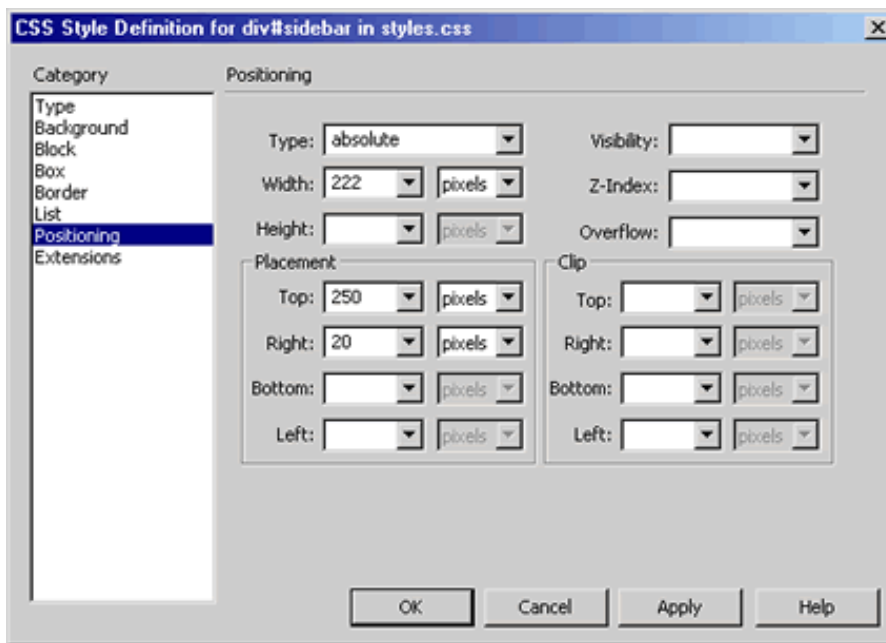 CSS Style Definition for div#sidebar in styles.css
Category
Positioning
Type
Background
Block
Box
Border
List
Positioning
Extensions
Type: absolute Visibility:
Width: 222 pixels Z-Index:
Height: pixels Overflow:
Placement Clip
Top: 250 pixels Top: pixels
Right: 20 pixels Right: pixels
Bottom: pixels Bottom: pixels
Left: pixels Left: pixels
OK Cancel Apply Help